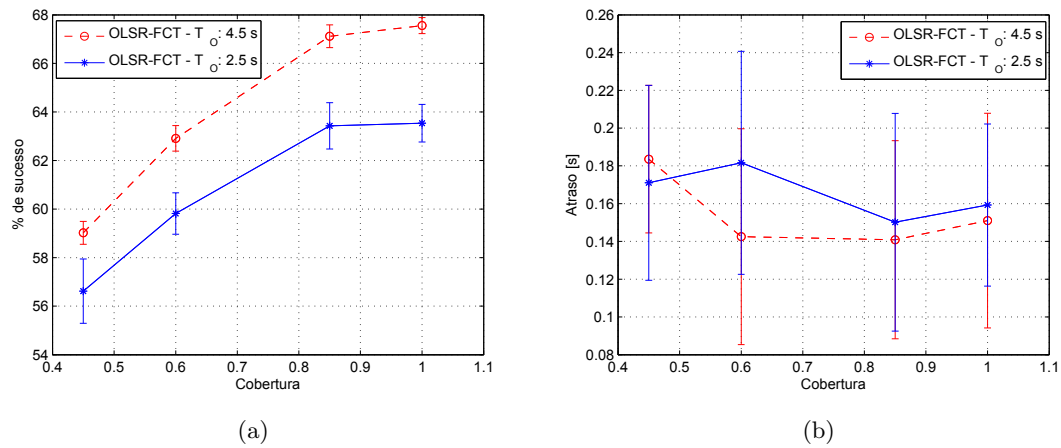 68
66
64
62
60
58
56
54
% de sucesso
OLSR-FCT - T O: 4.5 s
OLSR-FCT - T O: 2.5 s
0.4 0.5 0.6 0.7 0.8 0.9 1 1.1
Cobertura
(a)
0.26
0.24
0.22
0.2
0.18
0.16
0.14
0.12
0.1
0.08
Atraso [s]
OLSR-FCT - T O: 4.5 s
OLSR-FCT - T O: 2.5 s
0.4 0.5 0.6 0.7 0.8 0.9 1 1.1
Cobertura
(b)